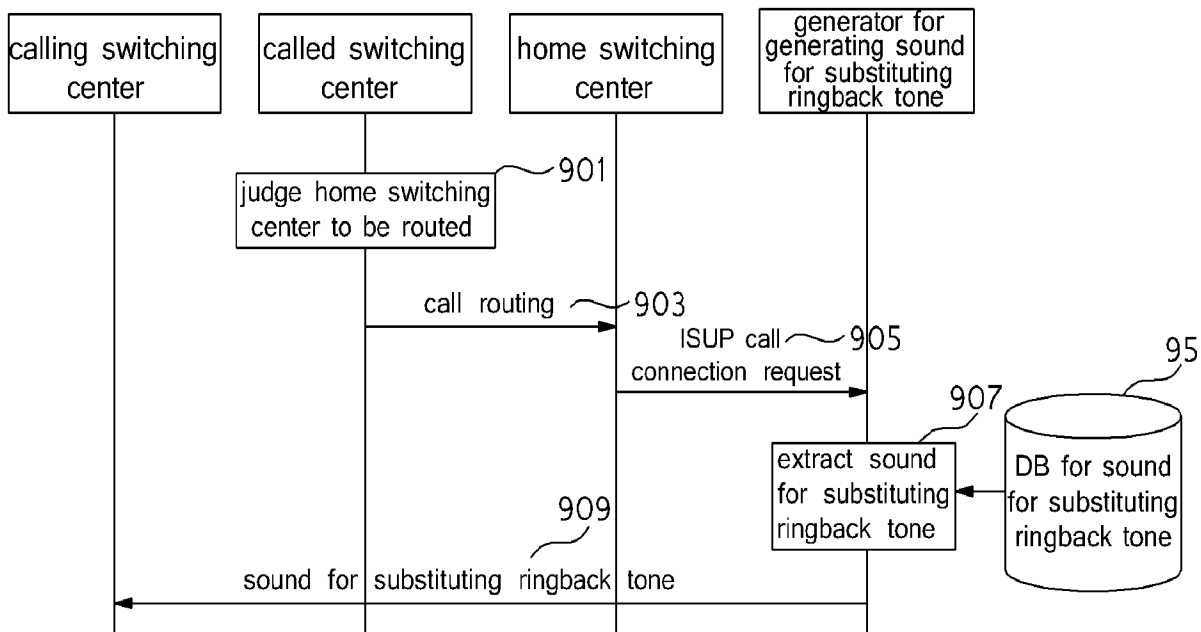 calling switching
center
called switching
center
home switching
center
generator for
generating sound
for substituting
ringback tone
901
judge home switching
center to be routed
call routing 903
ISUP call 905
connection request
95
907
extract sound
for substituting
ringback tone
DB for sound
for substituting
ringback tone
909
sound for substituting ringback tone